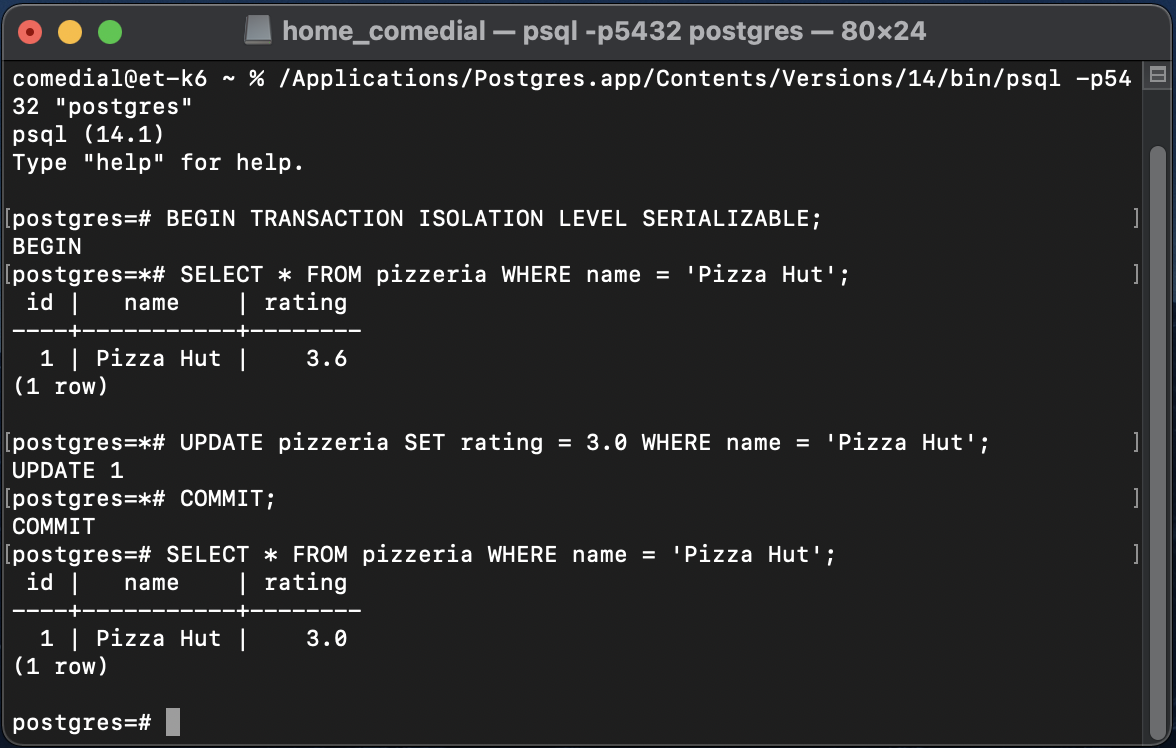 home_comedial — psql -p5432 postgres — 80×24
comedial@et-k6 ~ % /Applications/Postgres.app/Contents/Versions/14/bin/psql -p54
32 "postgres"
psql (14.1)
Type "help" for help.
[postgres=# BEGIN TRANSACTION ISOLATION LEVEL SERIALIZABLE; ]
BEGIN
[postgres=*# SELECT * FROM pizzeria WHERE name = 'Pizza Hut'; ]
 id |   name    | rating
----+-----------+--------
  1 | Pizza Hut |    3.6
(1 row)
[postgres=*# UPDATE pizzeria SET rating = 3.0 WHERE name = 'Pizza Hut'; ]
UPDATE 1
[postgres=*# COMMIT; ]
COMMIT
[postgres=# SELECT * FROM pizzeria WHERE name = 'Pizza Hut'; ]
 id |   name    | rating
----+-----------+--------
  1 | Pizza Hut |    3.0
(1 row)
postgres=#